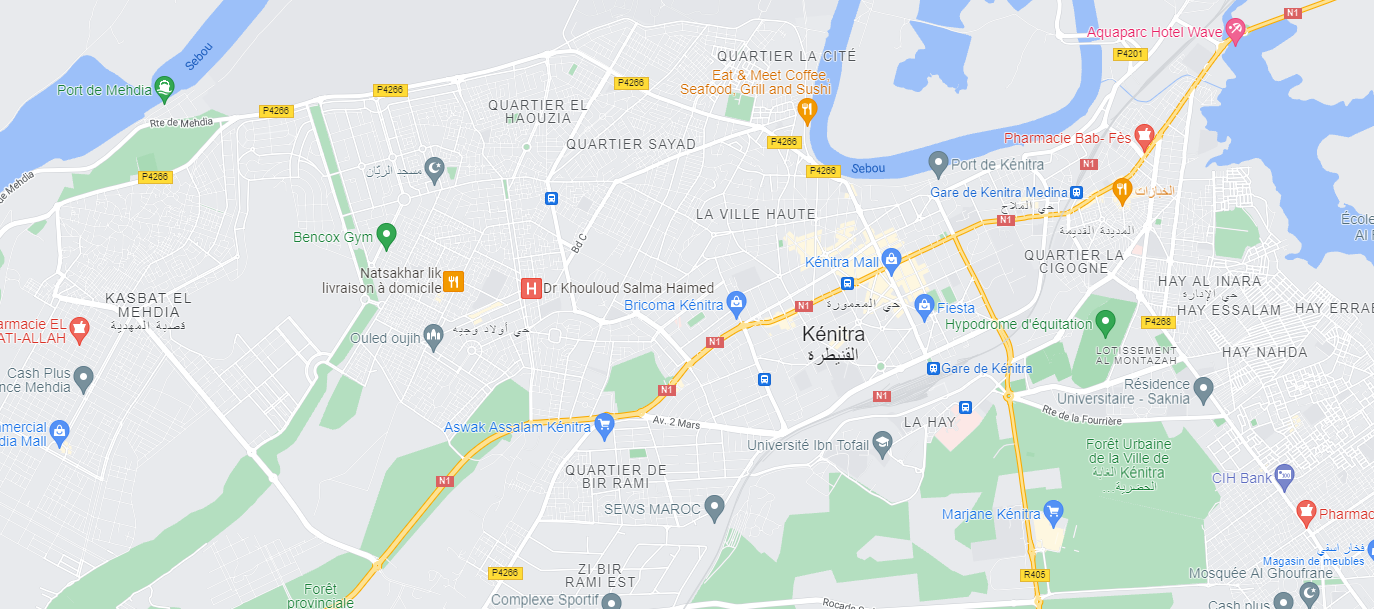 N1
Aquaparc Hotel Wave
P4201
QUARTIER LA CITÉ
Sebou
Eat & Meet Coffee,
Seafood, Grill and Sushi
Port de Mehdia
P4266
P4266
P4266
Rte de Mehdia
QUARTIER EL
HAOUZIA
QUARTIER SAYAD
P4266
P4266
Sebou
Pharmacie Bab- Fès
Port de Kénitra
N1
مسجد الريّان
P4266
de Mehdia
Gare de Kenitra Medina
حي الملاح
الخبازات
N1
LA VILLE HAUTE
المدينة القديمة
École
Al
Bencox Gym
Bd C
QUARTIER LA
CIGOGNE
Kénitra Mall
Natsakhar lik
livraison à domicile
Dr Khouloud Salma Haimed
HAY AL INARA
حي الإنارة
KASBAT EL
MEHDIA
قصبة المهدية
Bricoma Kénitra
N1
حي المعمورة
Fiesta
HAY ESSALAM
HAY ERRAE
armacie EL
ATI-ALLAH
Ouled oujih
حي أولاد وجيه
N1
Kénitra
القنيطرة
Hypodrome d'équitation
P4268
LOTISSEMENT
AL MONTAZAH
HAY NAHDA
Cash Plus
nce Mehdia
Gare de Kénitra
Résidence
Universitaire - Saknia
N1
N1
Rte de la Fourrière
mmercial
dia Mall
Aswak Assalam Kénitra
Av. 2 Mars
LA HAY
Université Ibn Tofail
Forêt Urbaine
de la Ville de
Kénitra الغابة
الحضرية...
QUARTIER DE
BIR RAMI
N1
CIH Bank
SEWS MAROC
Marjane Kénitra
Pharmac
فخار اسفي
Magasin de meubles
ZI BIR
RAMI EST
P4266
R405
Mosquée Al Ghoufrane
Forêt
provinciale
Complexe Sportif
Cash plus